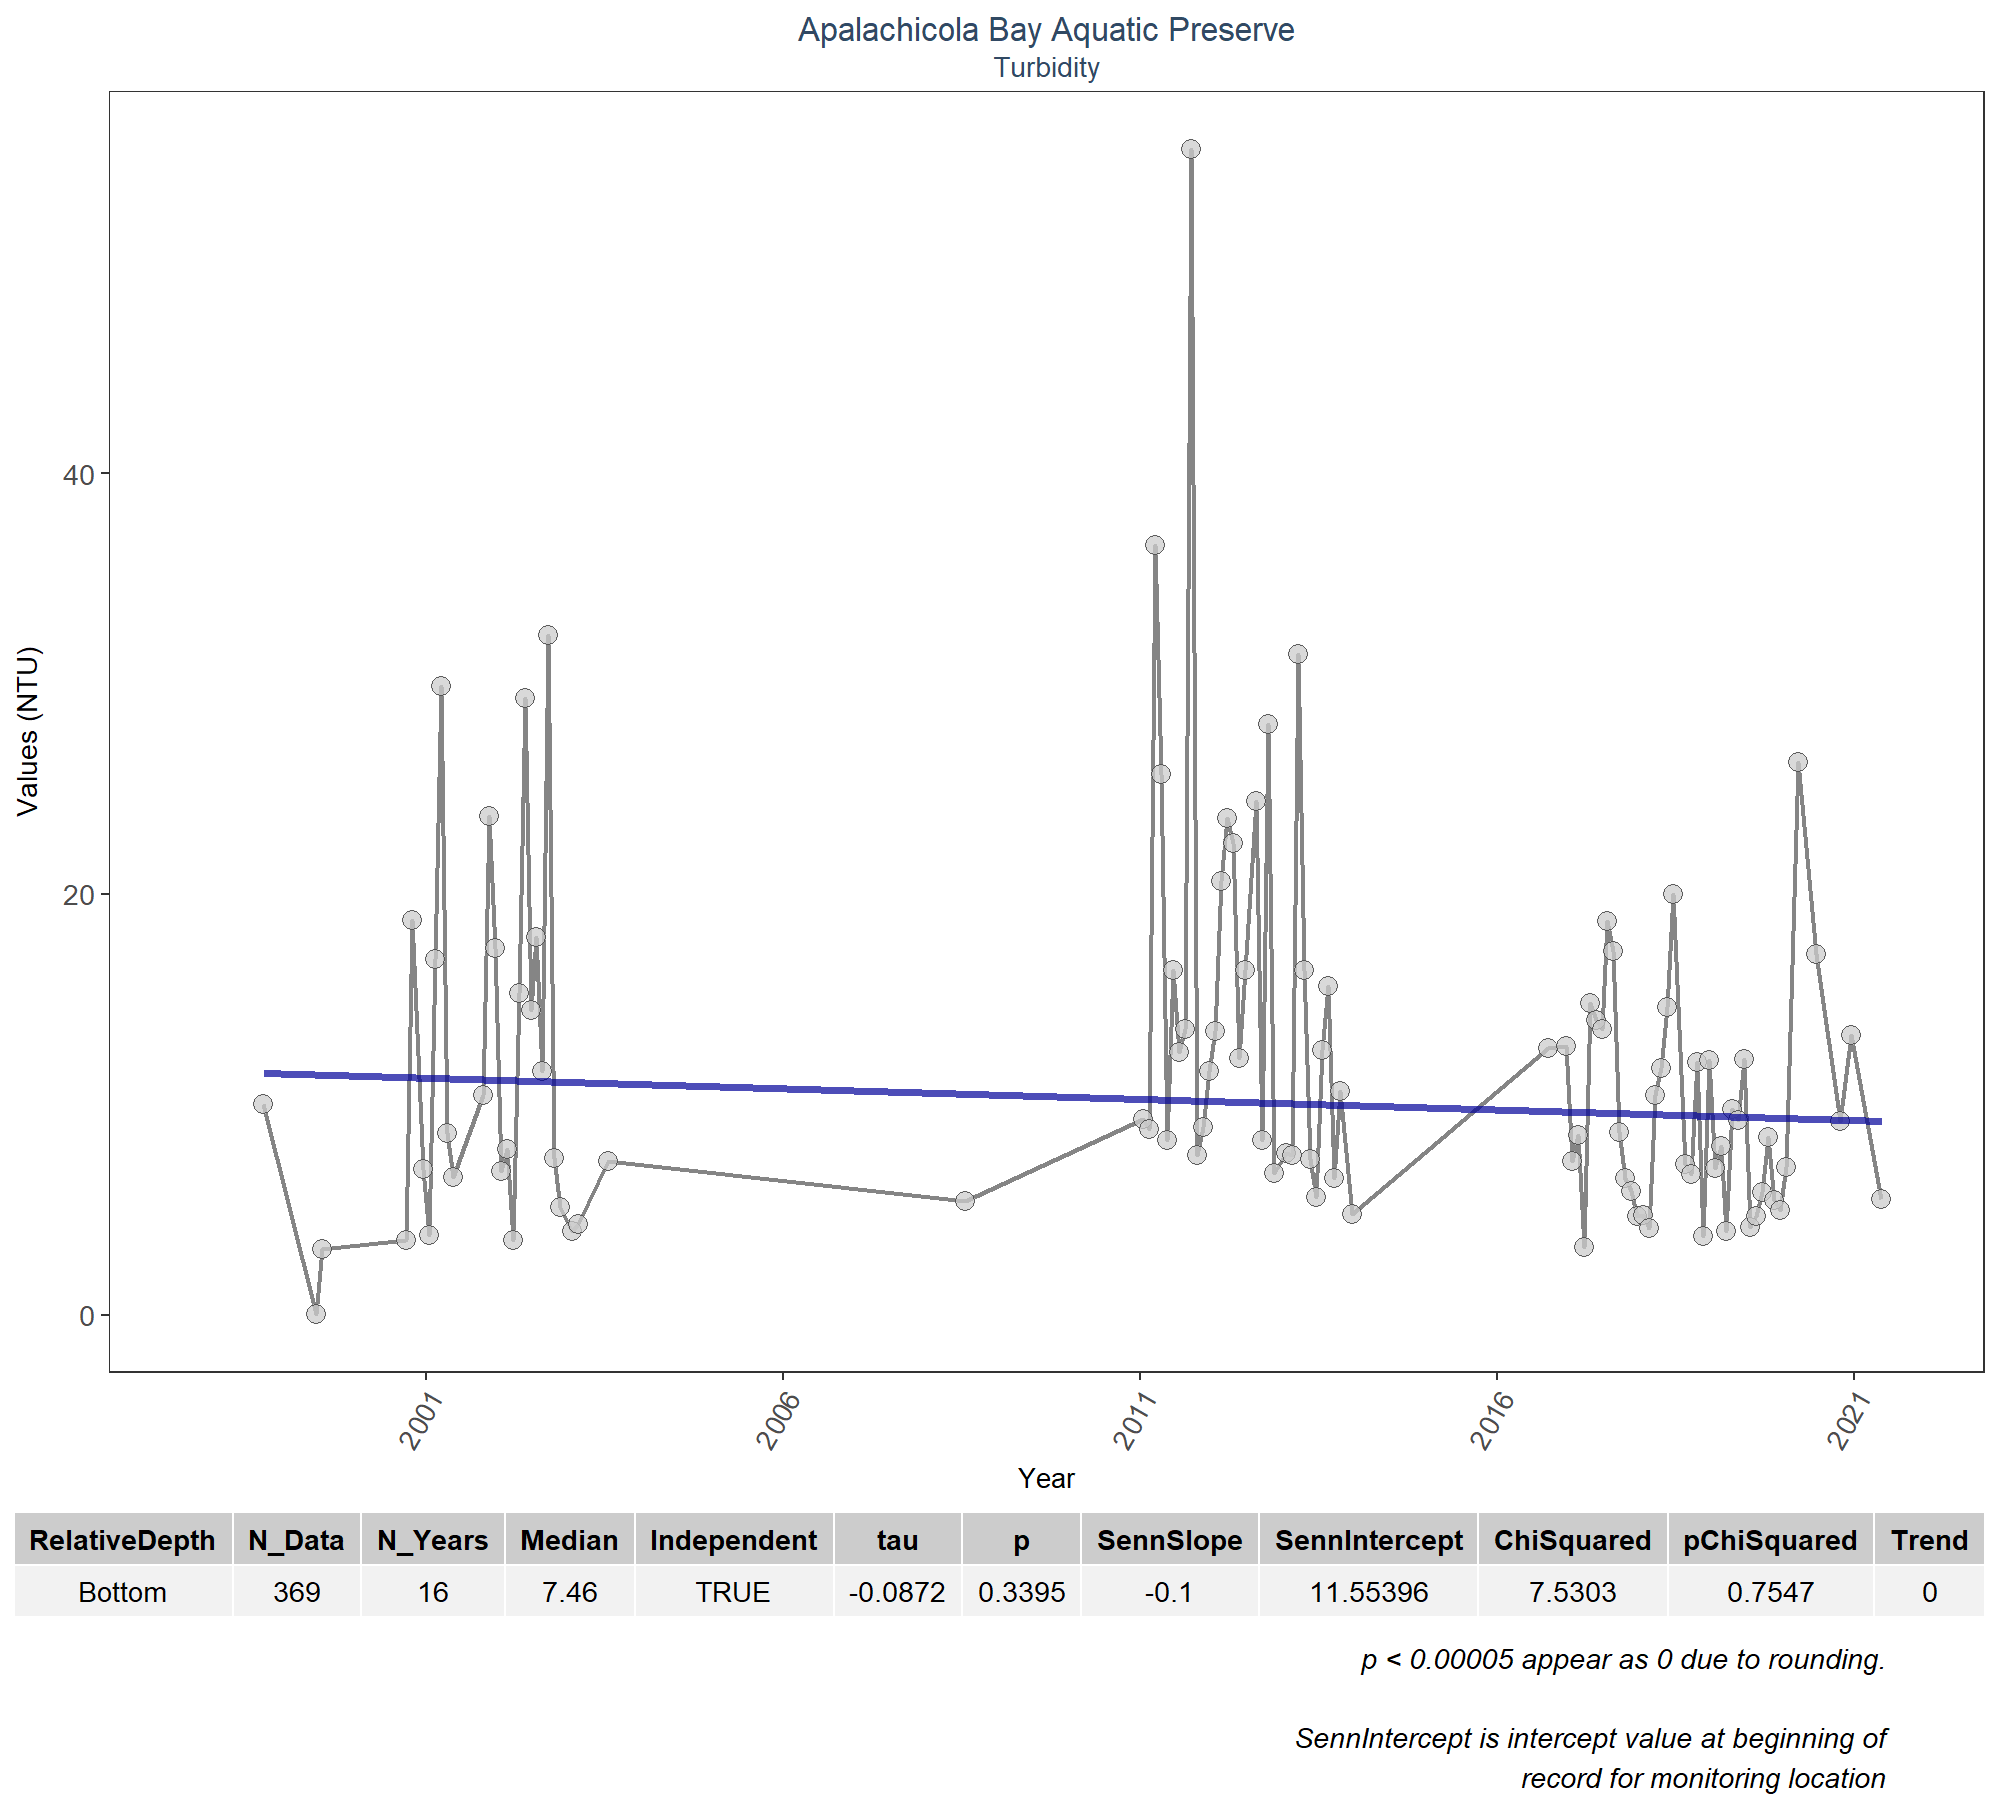 Apalachicola Bay Aquatic Preserve
Turbidity
Values (NTU)
40
20
0
2001 2006 2011 2016 2021
Year
RelativeDepth N_Data N_Years Median Independent tau p SennSlope SennIntercept ChiSquared pChiSquared Trend
Bottom 369 16 7.46 TRUE -0.0872 0.3395 -0.1 11.55396 7.5303 0.7547 0
p < 0.00005 appear as 0 due to rounding.
SennIntercept is intercept value at beginning of
record for monitoring location